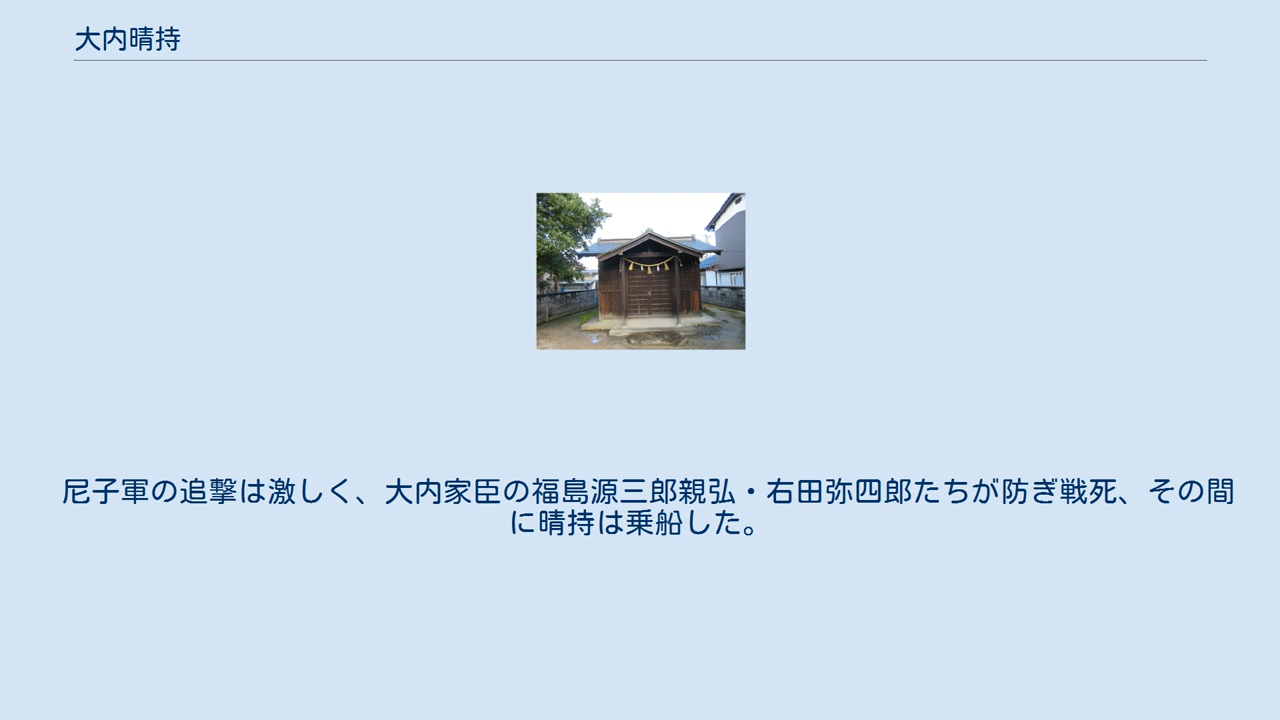 大内晴持
尼子軍の追撃は激しく、大内家臣の福島源三郎親弘・右田弥四郎たちが防ぎ戦死、その間
に晴持は乗船した。